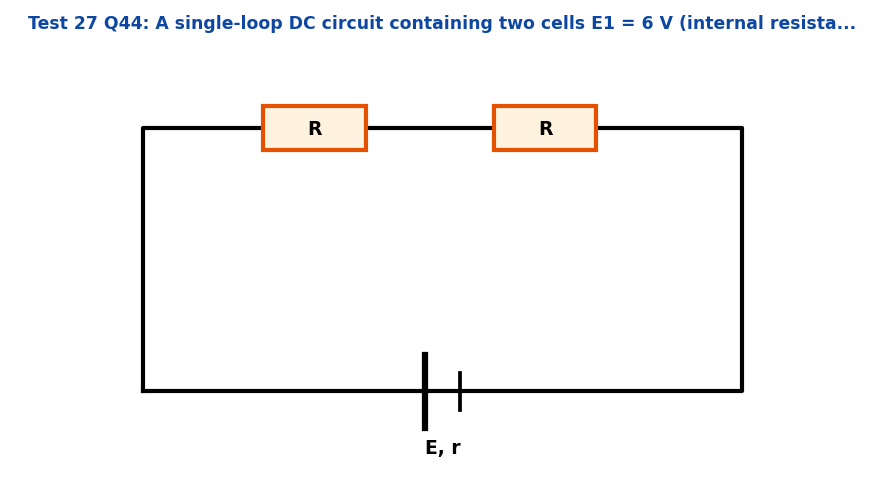 Test 27 Q44: A single-loop DC circuit containing two cells E1 = 6 V (internal resista...
R R
E, r